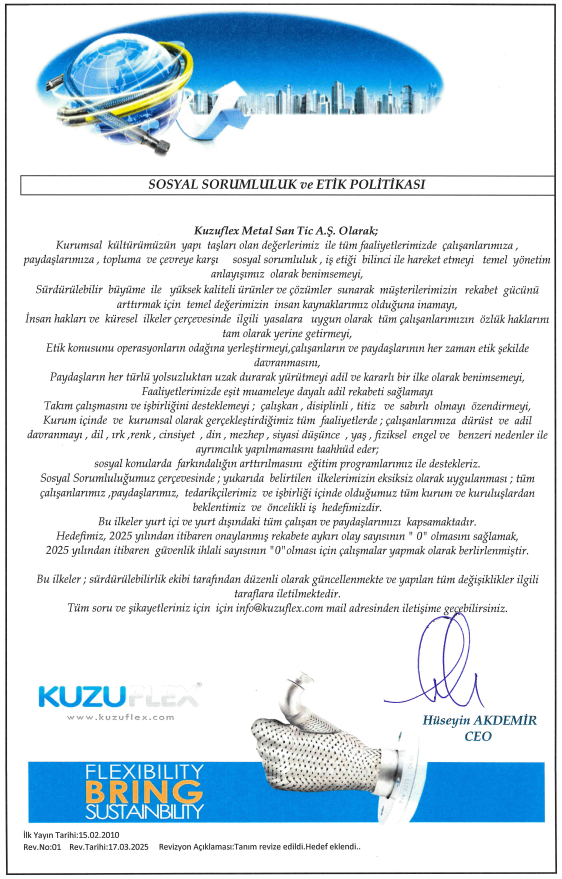 SOSYAL SORUMLULUK ve ETİK POLİTİKASI
Kuzuflex Metal San Tic A.Ş. Olarak;
Kurumsal kültürümüzün yapı taşları olan değerlerimiz ile tüm faaliyetlerimizde çalışanlarımıza ,
paydaşlarımıza , topluma ve çevreye karşı sosyal sorumluluk , iş etiği bilinci ile hareket etmeyi temel yönetim
anlayışımız olarak benimsemeyi,
Sürdürülebilir büyüme ile yüksek kaliteli ürünler ve çözümler sunarak müşterilerimizin rekabet gücünü
arttırmak için temel değerimizin insan kaynaklarımız olduğuna inamayı,
İnsan hakları ve küresel ilkeler çerçevesinde ilgili yasalara uygun olarak tüm çalışanlarımızın özlük haklarını
tam olarak yerine getirmeyi,
Etik konusunu operasyonların odağına yerleştirmeyi,çalışanların ve paydaşlarının her zaman etik şekilde
davranmasını,
Paydaşların her türlü yolsuzluktan uzak durarak yürütmeyi adil ve kararlı bir ilke olarak benimsemeyi,
Faaliyetlerimizde eşit muameleye dayalı adil rekabeti sağlamayı
Takım çalışmasını ve işbirliğini desteklemeyi ; çalışkan , disiplinli , titiz ve sabırlı olmayı özendirmeyi,
Kurum içinde ve kurumsal olarak gerçekleştirdiğimiz tüm faaliyetlerde ; çalışanlarımıza dürüst ve adil
davranmayı , dil , ırk ,renk , cinsiyet , din , mezhep , siyasi düşünce , yaş , fiziksel engel ve benzeri nedenler ile
ayrımcılık yapılmamasını taahhüd eder;
sosyal konularda farkındalığın arttırılmasını eğitim programlarımız ile destekleriz.
Sosyal Sorumluluğumuz çerçevesinde ; yukarıda belirtilen ilkelerimizin eksiksiz olarak uygulanması ; tüm
çalışanlarımız ,paydaşlarımız, tedarikçilerimiz ve işbirliği içinde olduğumuz tüm kurum ve kuruluşlardan
beklentimiz ve öncelikli iş hedefimizdir.
Bu ilkeler yurt içi ve yurt dışındaki tüm çalışan ve paydaşlarımızı kapsamaktadır.
Hedefimiz, 2025 yılından itibaren onaylanmış rekabete aykırı olay sayısının " 0" olmasını sağlamak,
2025 yılından itibaren güvenlik ihlali sayısının "0"olması için çalışmalar yapmak olarak berlirlenmiştir.
Bu ilkeler ; sürdürülebilirlik ekibi tarafından düzenli olarak güncellenmekte ve yapılan tüm değişiklikler ilgili
taraflara iletilmektedir.
Tüm soru ve şikayetleriniz için için info@kuzuflex.com mail adresinden iletişime geçebilirsiniz.
KUZUFLEX®
www.kuzuflex.com
Hüseyin AKDEMİR
CEO
FLEXIBILITY
BRING
SUSTAINBILITY
İlk Yayın Tarihi:15.02.2010
Rev.No:01 Rev.Tarihi:17.03.2025 Revizyon Açıklaması:Tanım revize edildi.Hedef eklendi..